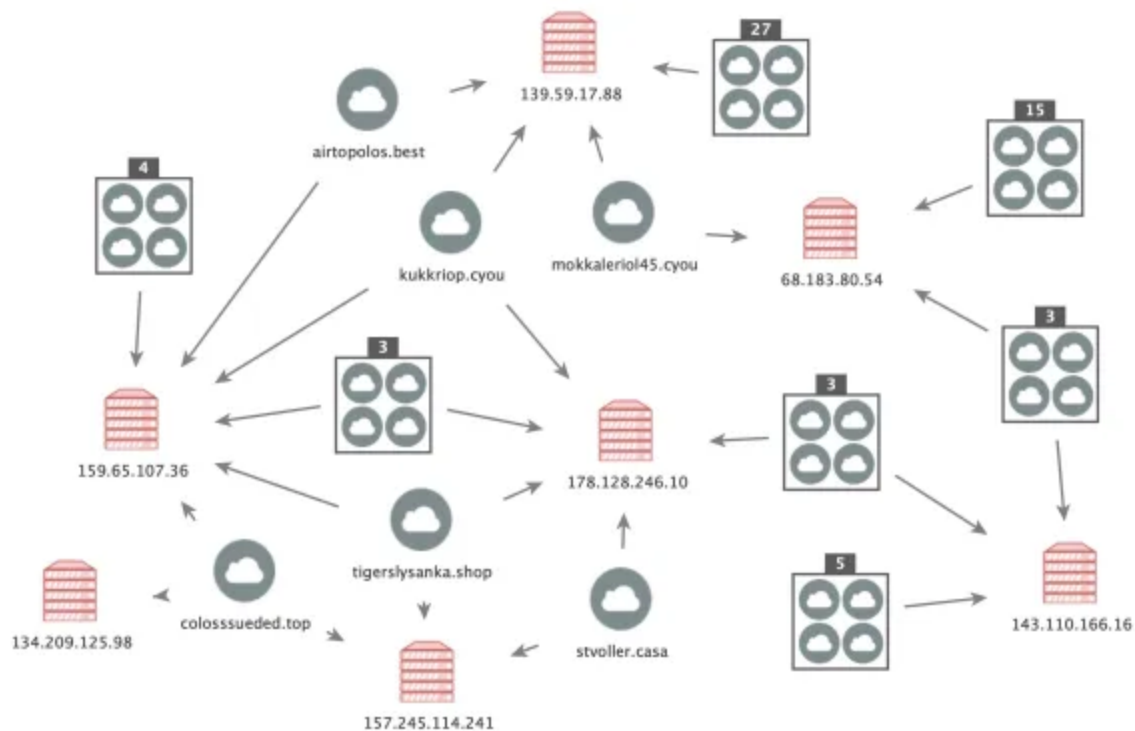 27
139.59.17.88
15
airtopolos.best
4
mokkaleriol45.cyou
kukkriop.cyou
68.183.80.54
3
3
3
159.65.107.36
178.128.246.10
tigerslysanka.shop
5
134.209.125.98
colosssueded.top
stvoller.casa
143.110.166.16
157.245.114.241